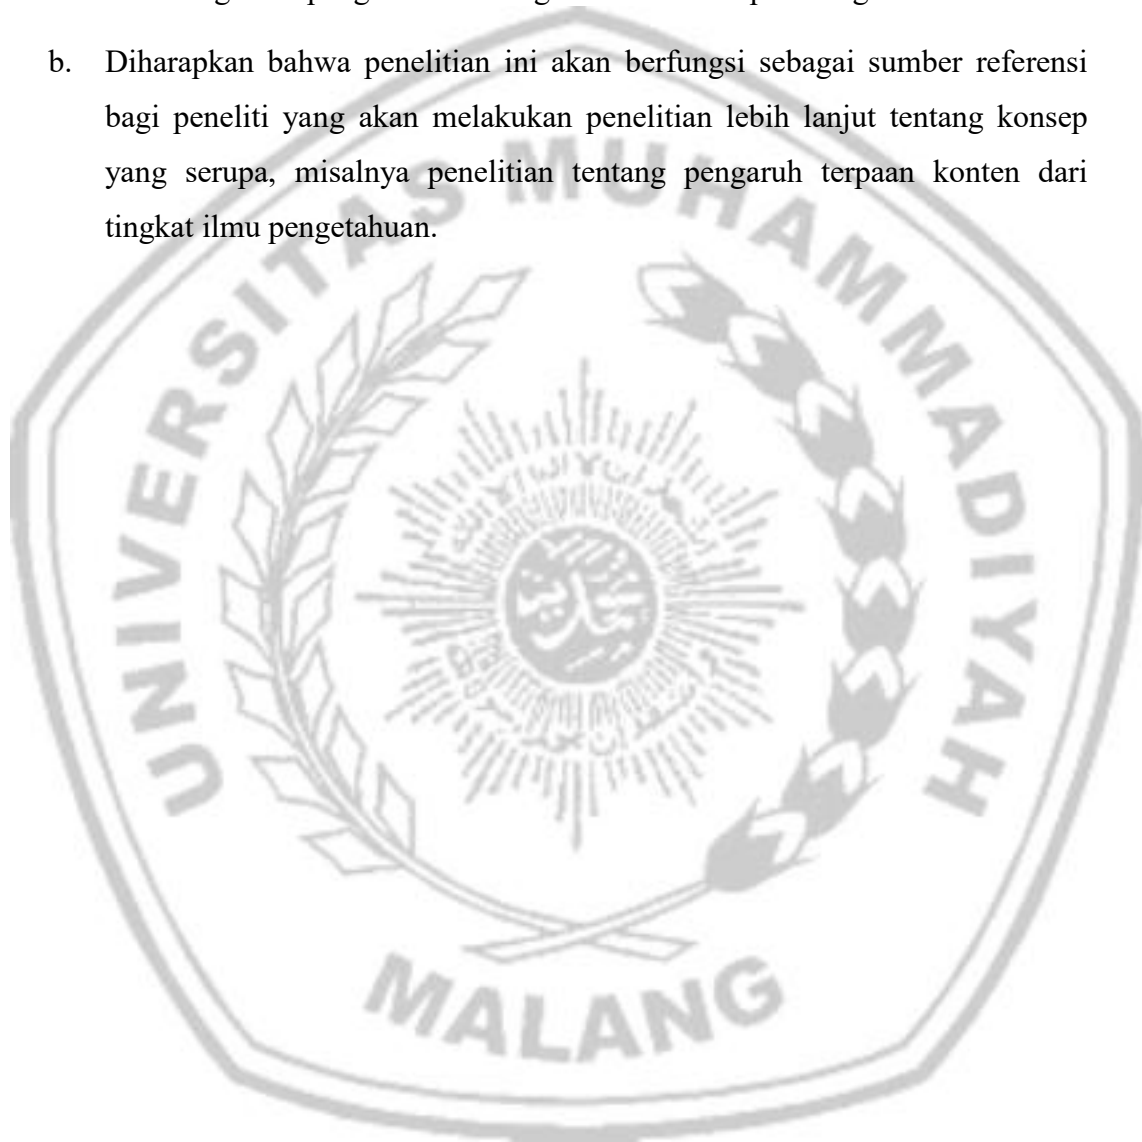 b. Diharapkan bahwa penelitian ini akan berfungsi sebagai sumber referensi
bagi peneliti yang akan melakukan penelitian lebih lanjut tentang konsep
yang serupa, misalnya penelitian tentang pengaruh terpaan konten dari
tingkat ilmu pengetahuan.
UNIVERSITAS MUHAMMADIYAH
MALANG